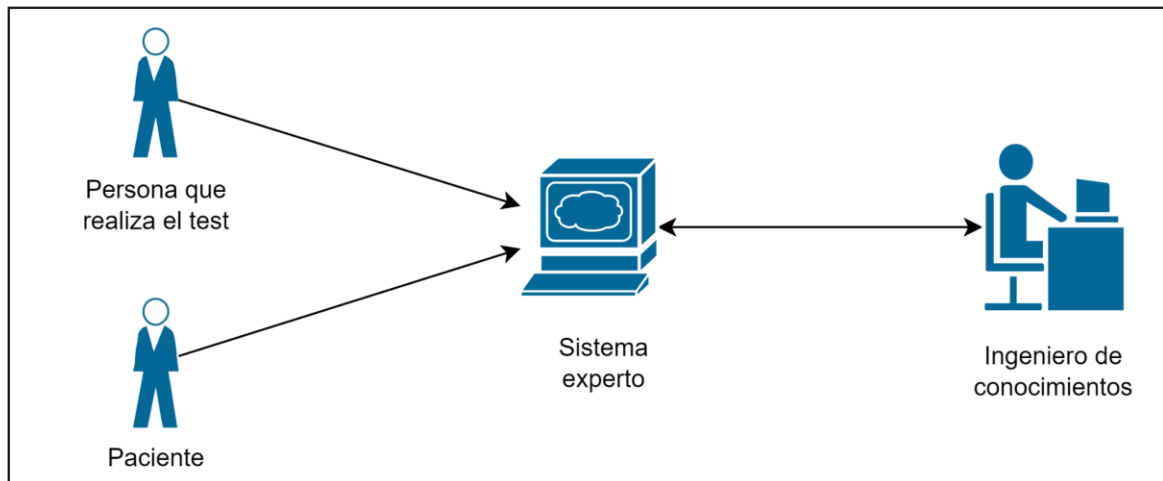 Persona que
realiza el test
Sistema
experto
Ingeniero de
conocimientos
Paciente